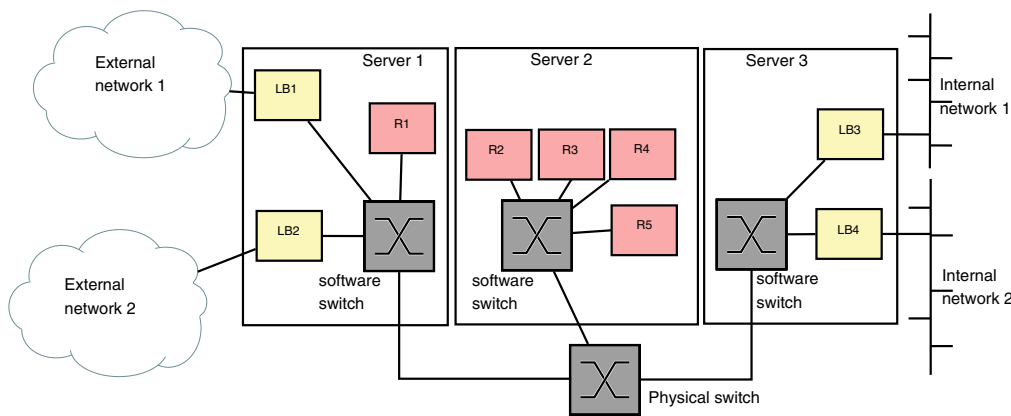 External
network 1
Server 1
LB1
R1
LB2
software
switch
External
network 2
Server 2
R2
R3
R4
R5
software
switch
Server 3
LB3
LB4
software
switch
Internal
network 1
Internal
network 2
Physical switch